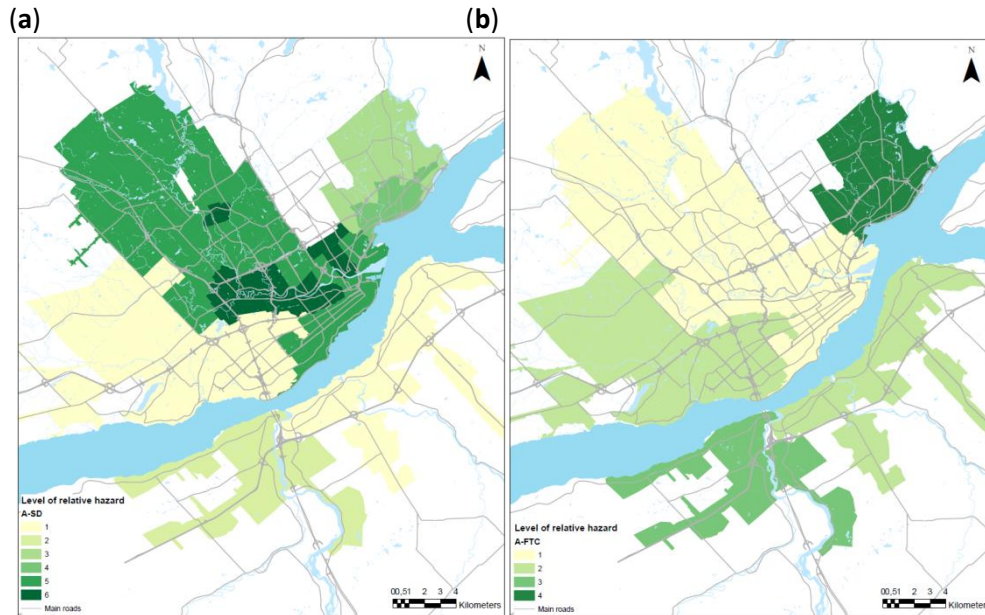 (a)
(b)
N
N
Level of relative hazard
A-SD
1
2
3
4
5
6
Main roads
00,51 2 3 4
Kilometers
Level of relative hazard
A-FTC
1
2
3
4
Main roads
00,51 2 3 4
Kilometers